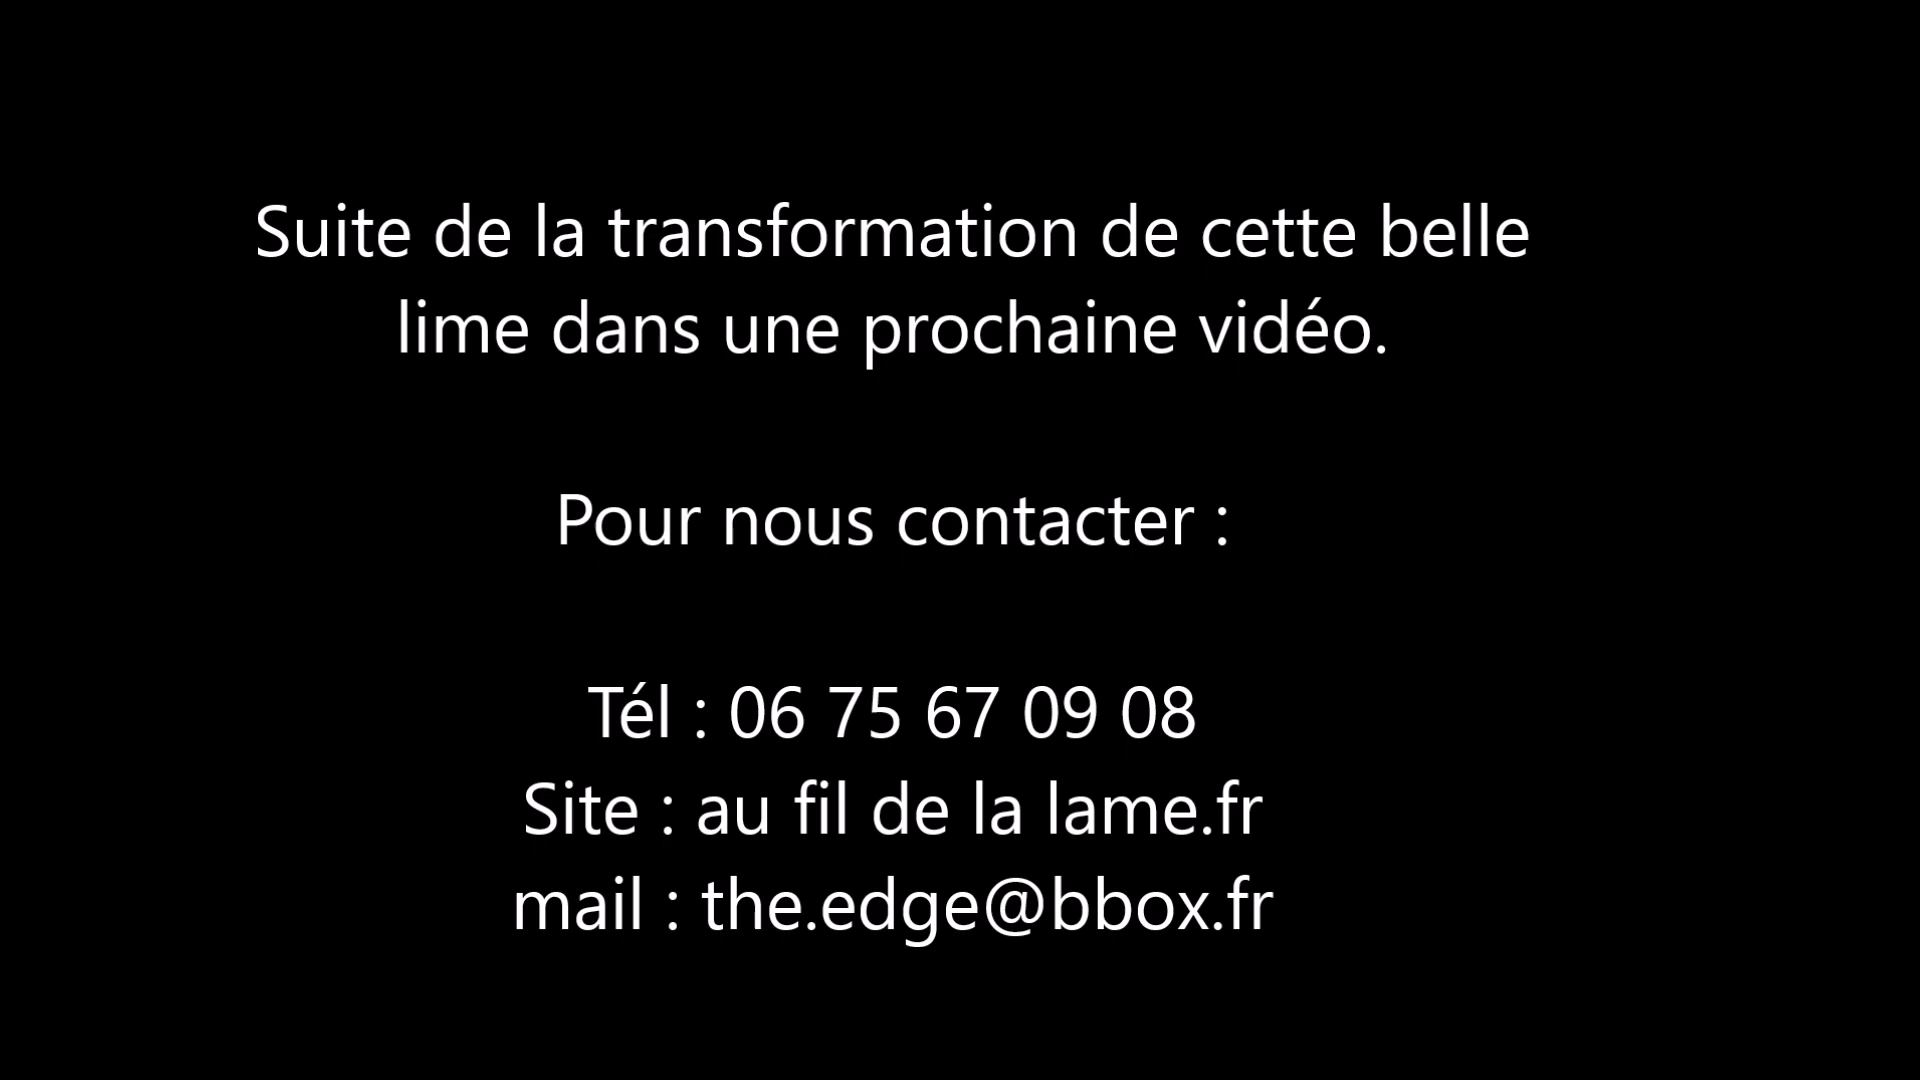 Suite de la transformation de cette belle
lime dans une prochaine vidéo.
Pour nous contacter :
Tél : 06 75 67 09 08
Site : au fil de la lame.fr
mail : the.edge@bbox.fr